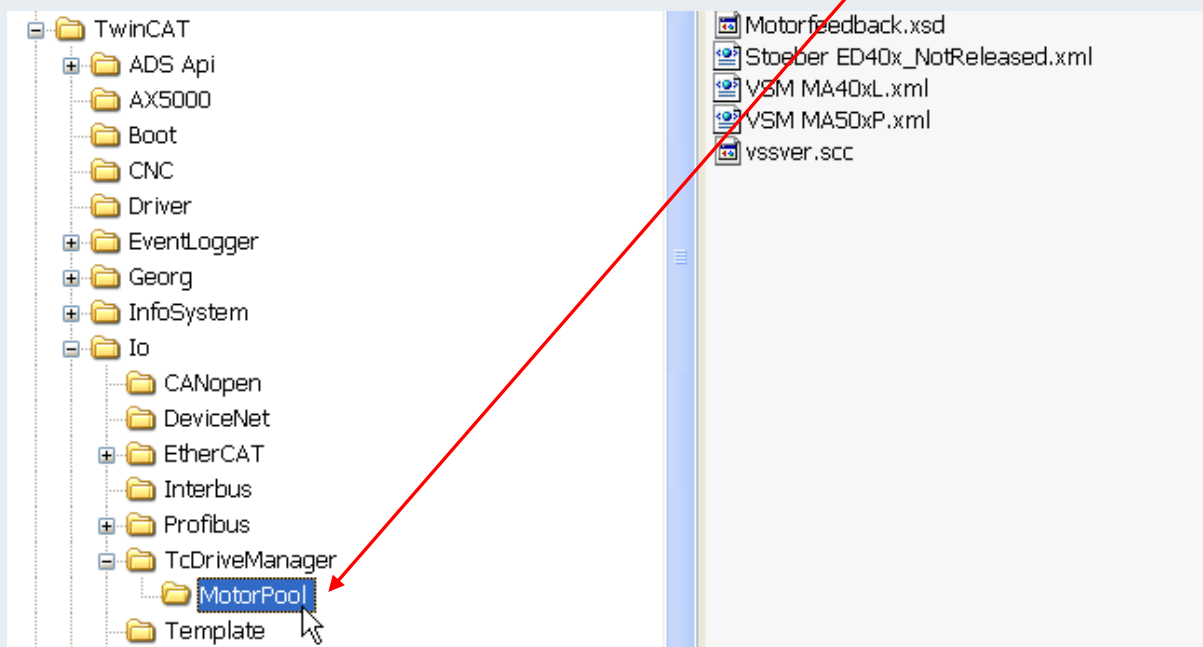 TwinCAT
ADS Api
AX5000
Boot
CNC
Driver
EventLogger
Georg
InfoSystem
Io
CANopen
DeviceNet
EtherCAT
Interbus
Profibus
TcDriveManager
MotorPool
Template
Motorfeedback.xsd
Stoeber ED40x_NotReleased.xml
VSM MA40xL.xml
VSM MA50xP.xml
vssver.scc